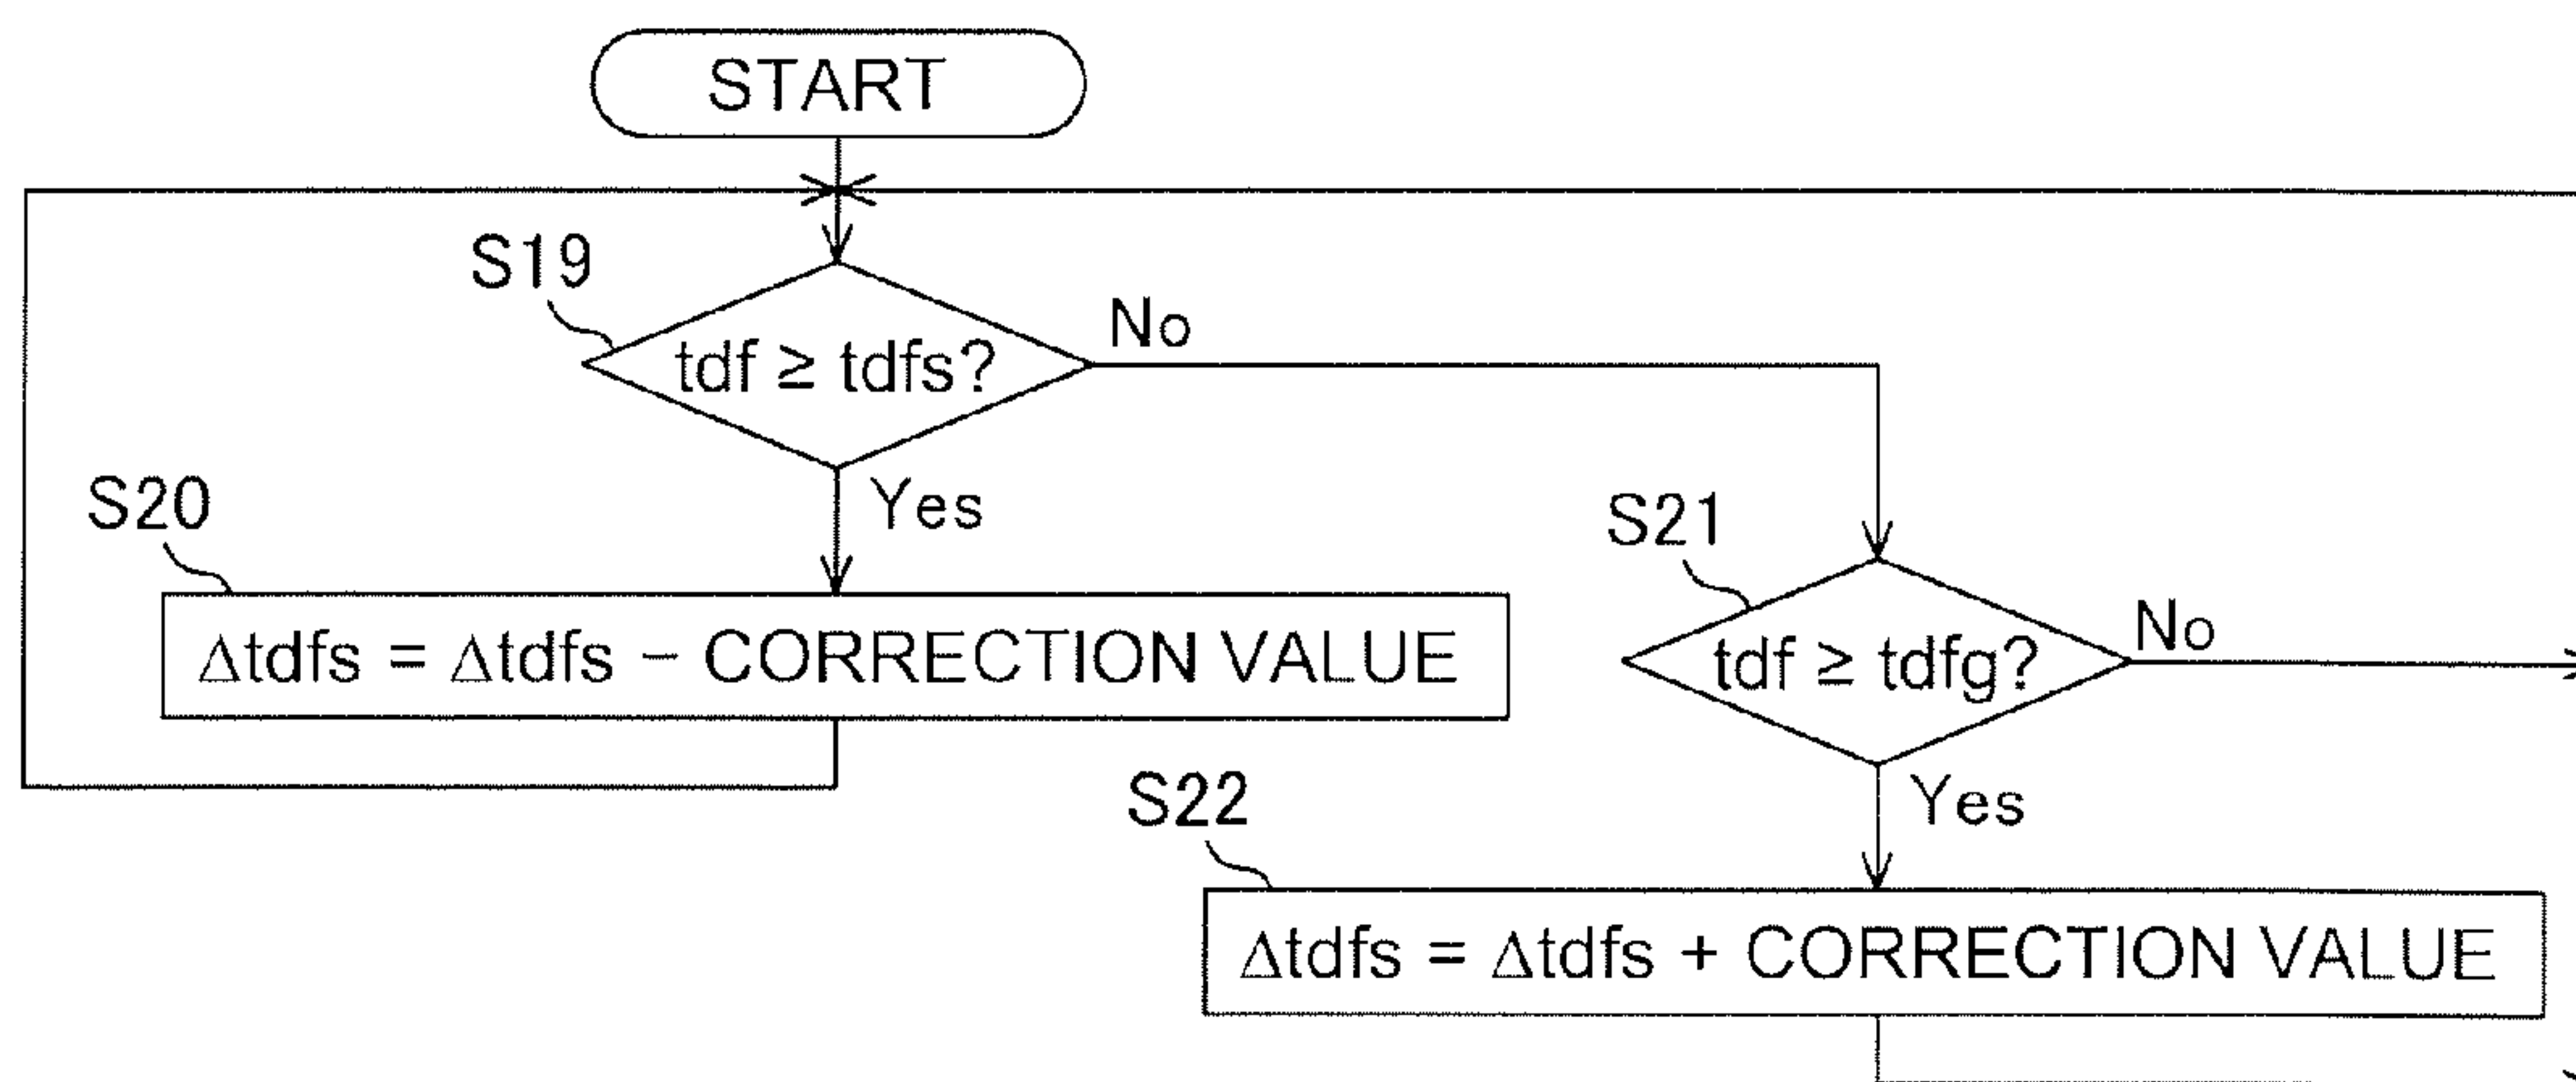 START
S19
tdf ≥ tdfs?
No
Yes
S20
Δtdfs = Δtdfs − CORRECTION VALUE
S21
tdf ≥ tdfg?
No
Yes
S22
Δtdfs = Δtdfs + CORRECTION VALUE